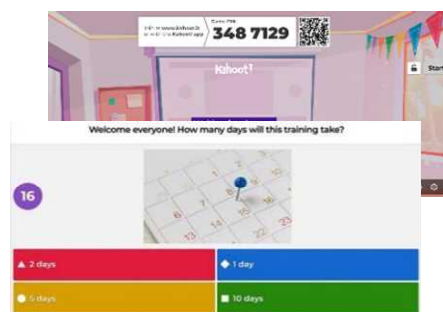 Game PIN:
348 7129
Kahoot!
Start
Welcome everyone! How many days will this training take?
16
2 days
1 day
5 days
10 days